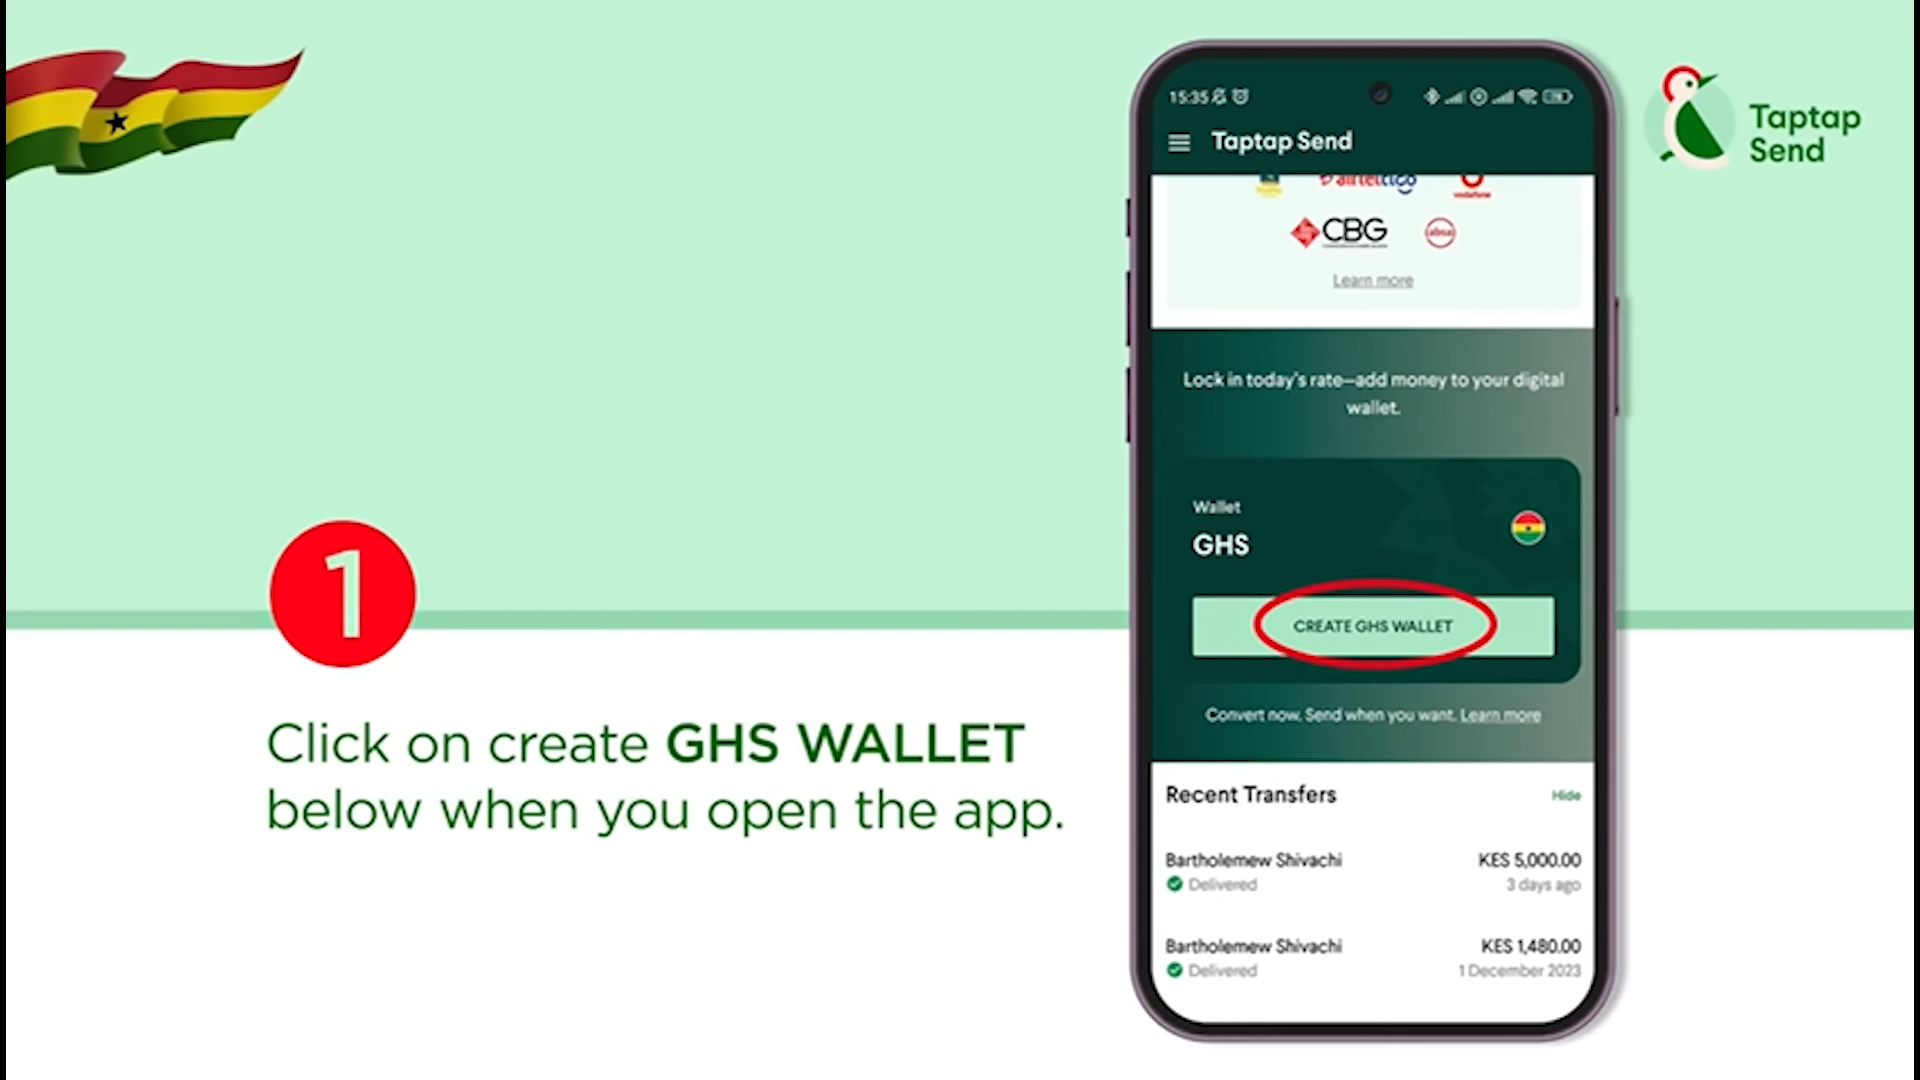 Taptap
Send
1
Click on create GHS WALLET
below when you open the app.
15:35
Taptap Send
airteltigo
vodafone
CBG
absa
Learn more
Lock in today's rate—add money to your digital
wallet.
Wallet
GHS
CREATE GHS WALLET
Convert now. Send when you want. Learn more
Recent Transfers
Hide
Bartholemew Shivachi
KES 5,000.00
Delivered
3 days ago
Bartholemew Shivachi
KES 1,480.00
Delivered
1 December 2023